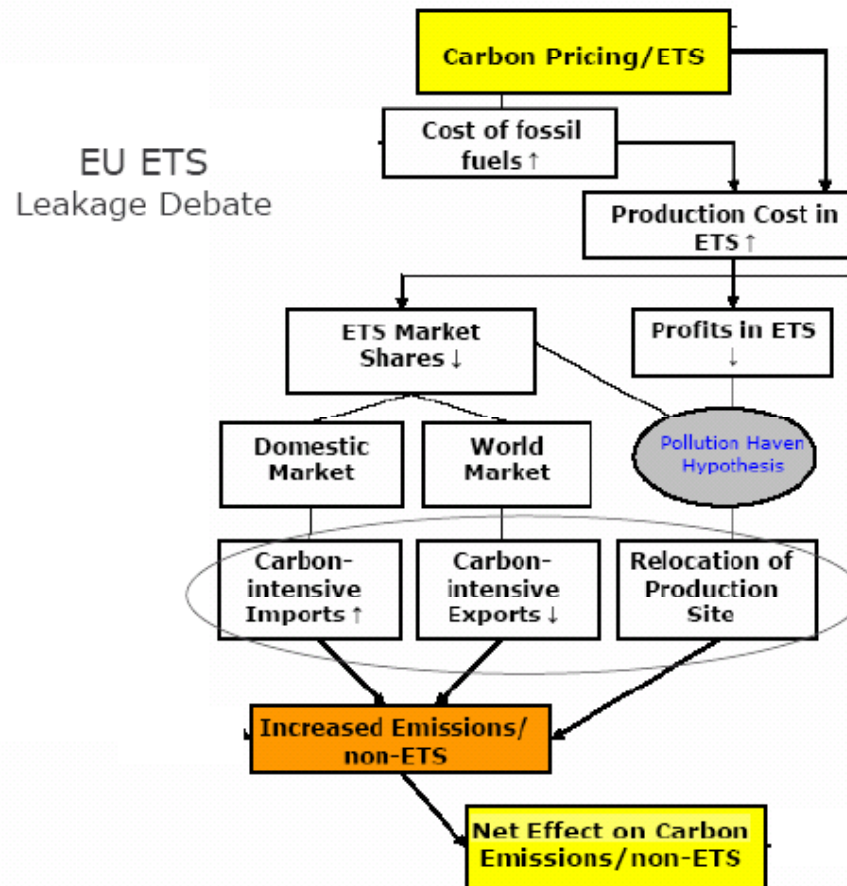 Carbon Pricing/ETS
Cost of fossil
fuels ↑
EU ETS
Leakage Debate
Production Cost in
ETS ↑
ETS Market
Shares ↓
Profits in ETS
↓
Domestic
Market
World
Market
Pollution Haven
Hypothesis
Carbon-
intensive
Imports ↑
Carbon-
intensive
Exports ↓
Relocation of
Production
Site
Increased Emissions/
non-ETS
Net Effect on Carbon
Emissions/non-ETS